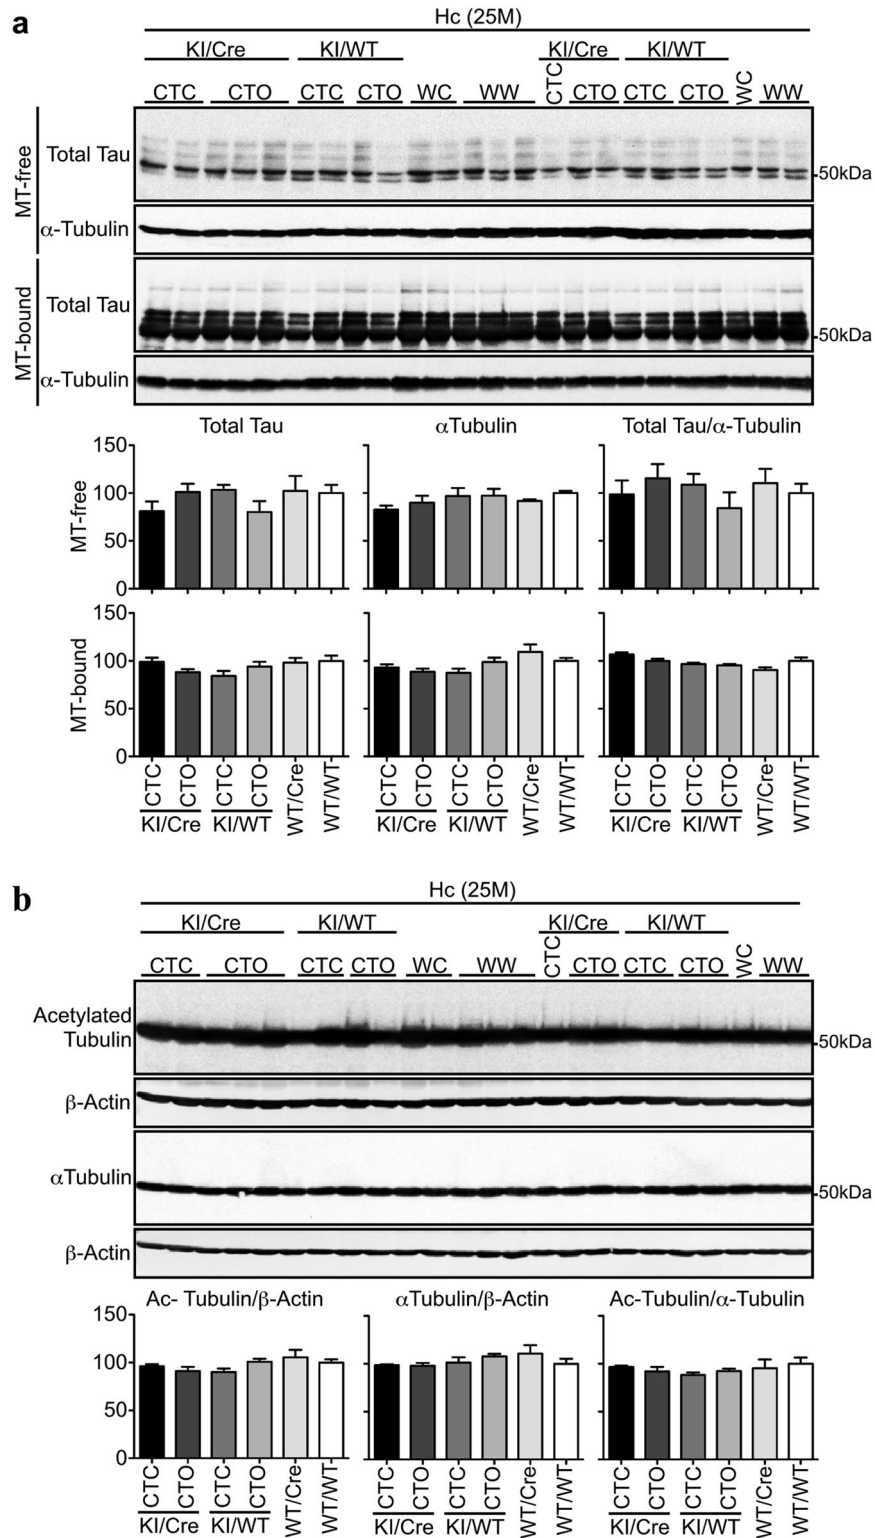 a
Hc (25M)
KI/Cre KI/WT KI/Cre KI/WT
CTC CTO CTC CTO WC WW CTC CTO CTC CTO WC WW
MT-free
Total Tau
-50kDa
α-Tubulin
MT-bound
Total Tau
-50kDa
α-Tubulin
Total Tau αTubulin Total Tau/α-Tubulin
MT-free
150
100
50
0
MT-bound
150
100
50
0
CTC CTO CTC CTO WT/Cre WT/WT CTC CTO CTC CTO WT/Cre WT/WT CTC CTO CTC CTO WT/Cre WT/WT
KI/Cre KI/WT KI/Cre KI/WT KI/Cre KI/WT
b
Hc (25M)
KI/Cre KI/WT KI/Cre KI/WT
CTC CTO CTC CTO WC WW CTC CTO CTC CTO WC WW
Acetylated
Tubulin
-50kDa
β-Actin
αTubulin
-50kDa
β-Actin
Ac- Tubulin/β-Actin αTubulin/β-Actin Ac-Tubulin/α-Tubulin
150
100
50
0
CTC CTO CTC CTO WT/Cre WT/WT CTC CTO CTC CTO WT/Cre WT/WT CTC CTO CTC CTO WT/Cre WT/WT
KI/Cre KI/WT KI/Cre KI/WT KI/Cre KI/WT